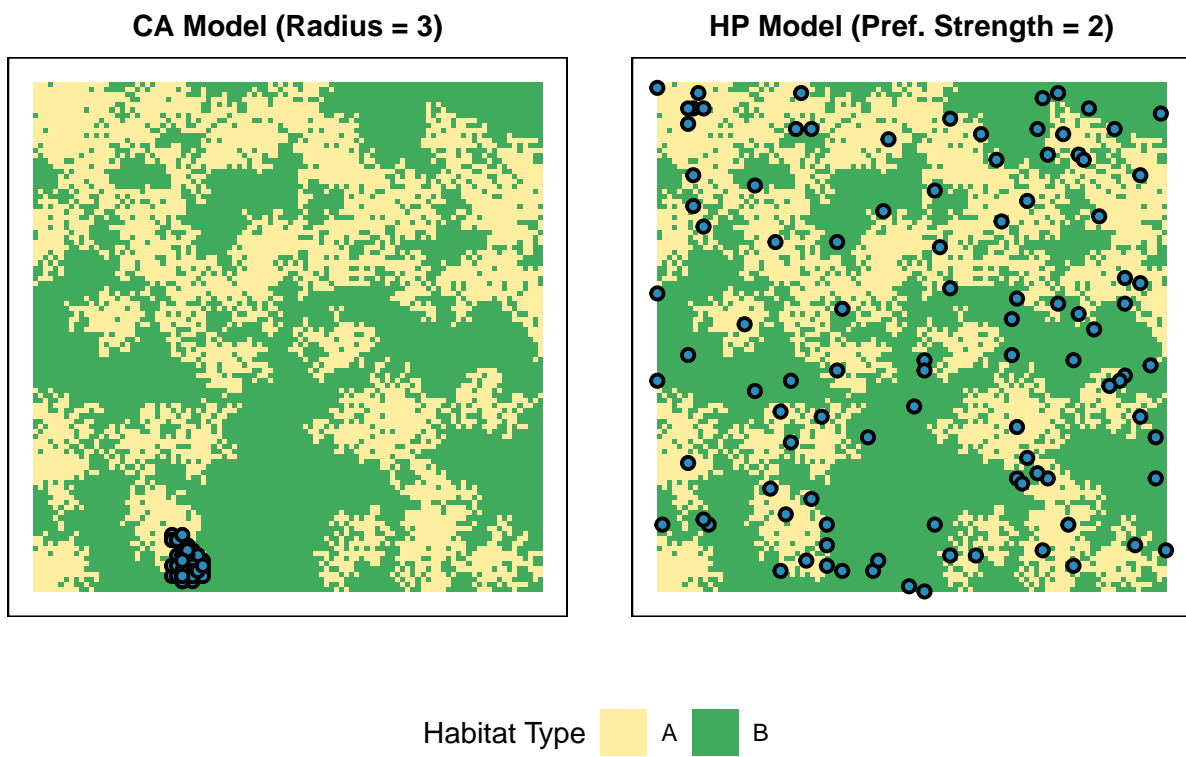 CA Model (Radius = 3)
HP Model (Pref. Strength = 2)
Habitat Type A B